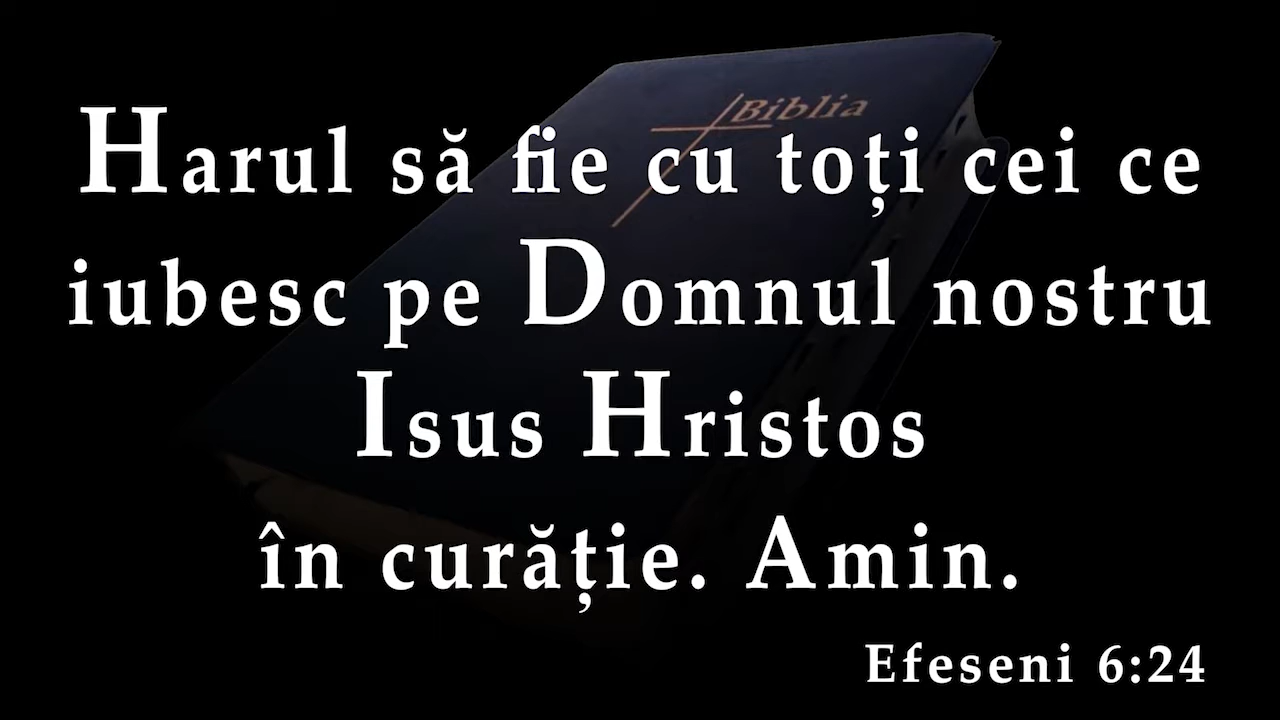 Biblia
Harul să fie cu toți cei ce
iubesc pe Domnul nostru
Isus Hristos
în curăție. Amin.
Efeseni 6:24